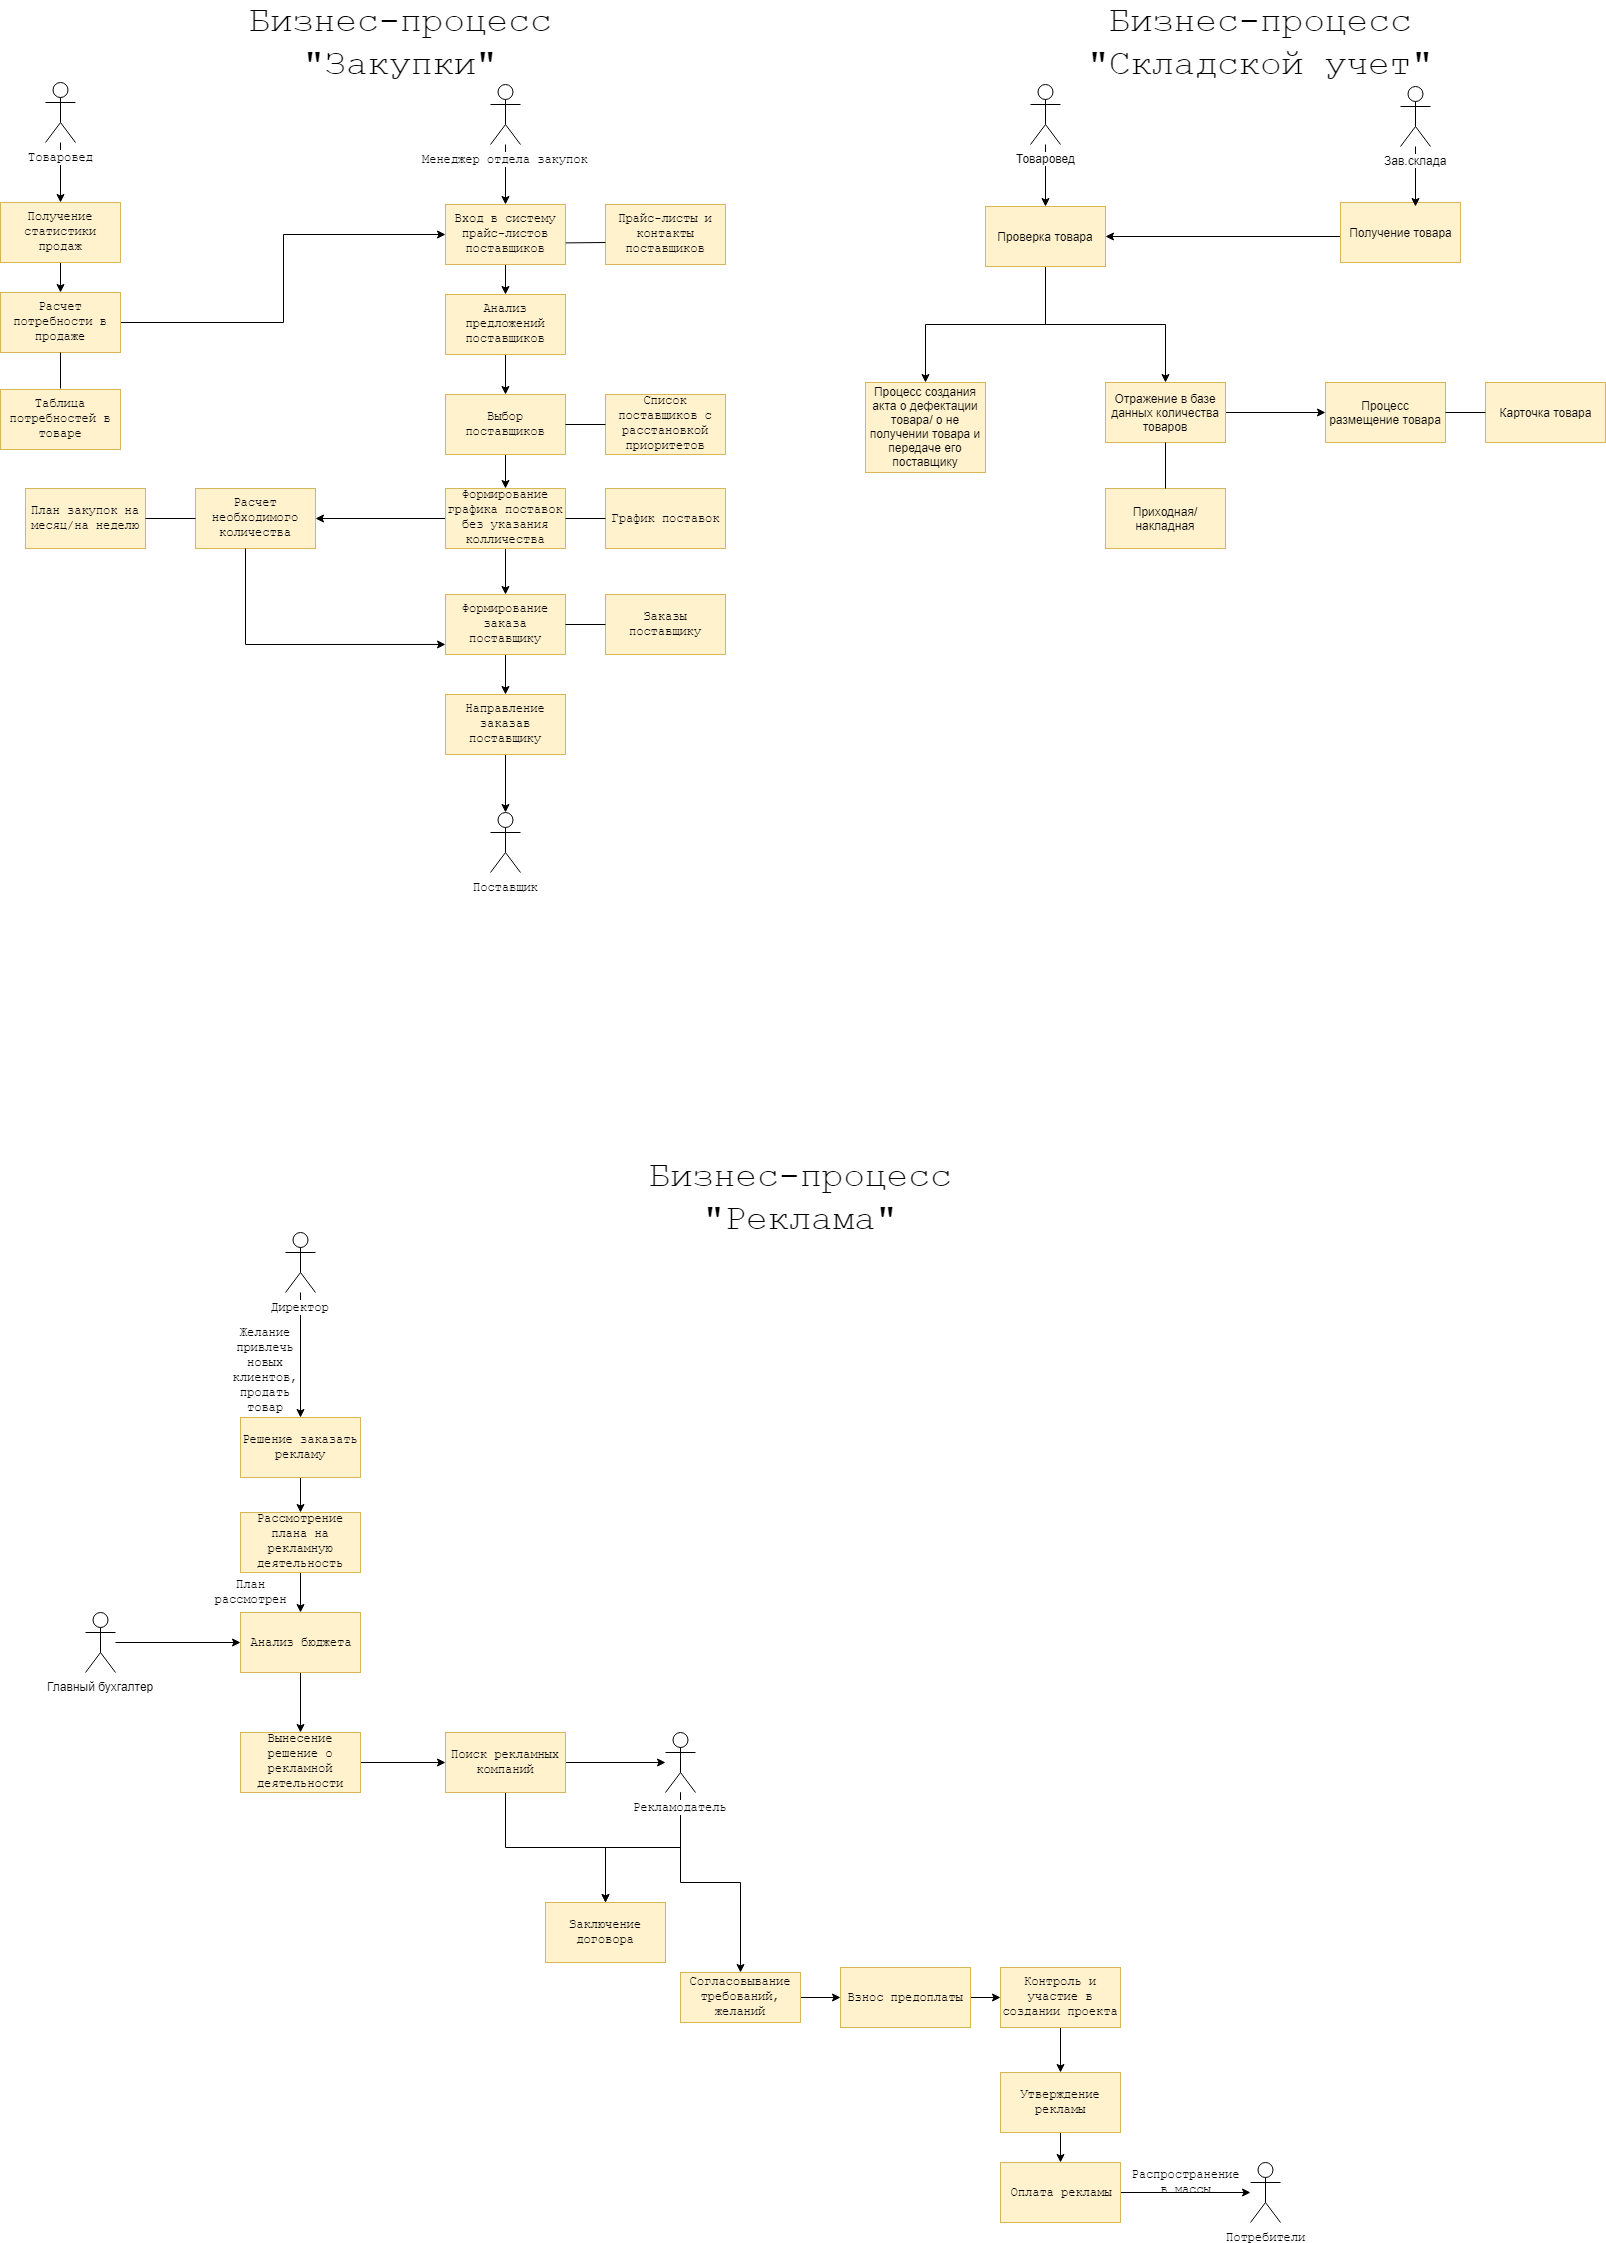 Бизнес-процесс
"Закупки"
Товаровед
Менеджер отдела закупок
Получение
статистики
продаж
Вход в систему
прайс-листов
поставщиков
Прайс-листы и
контакты
поставщиков
Расчет
потребности в
продаже
Анализ
предложений
поставщиков
Таблица
потребностей в
товаре
Выбор
поставщиков
Список
поставщиков с
расстановкой
приоритетов
План закупок на
месяц/на неделю
Расчет
необходимого
количества
Формирование
графика поставок
без указания
колличества
График поставок
Формирование
заказа
поставщику
Заказы
поставщику
Направление
заказав
поставщику
Поставщик
Бизнес-процесс
"Складской учет"
Товаровед
Зав.склада
Проверка товара
Получение товара
Процесс создания
акта о дефектации
товара/ о не
получении товара и
передаче его
поставщику
Отражение в базе
данных количества
товаров
Процесс
размещение товара
Карточка товара
Приходная/
накладная
Бизнес-процесс
"Реклама"
Директор
Желание
привлечь
новых
клиентов,
продать
товар
Решение заказать
рекламу
Рассмотрение
плана на
рекламную
деятельность
План
рассмотрен
Главный бухгалтер
Анализ бюджета
Вынесение
решение о
рекламной
деятельности
Поиск рекламных
компаний
Рекламодатель
Заключение
договора
Согласовывание
требований,
желаний
Взнос предоплаты
Контроль и
участие в
создании проекта
Утверждение
рекламы
Оплата рекламы
Распространение
в массы
Потребители